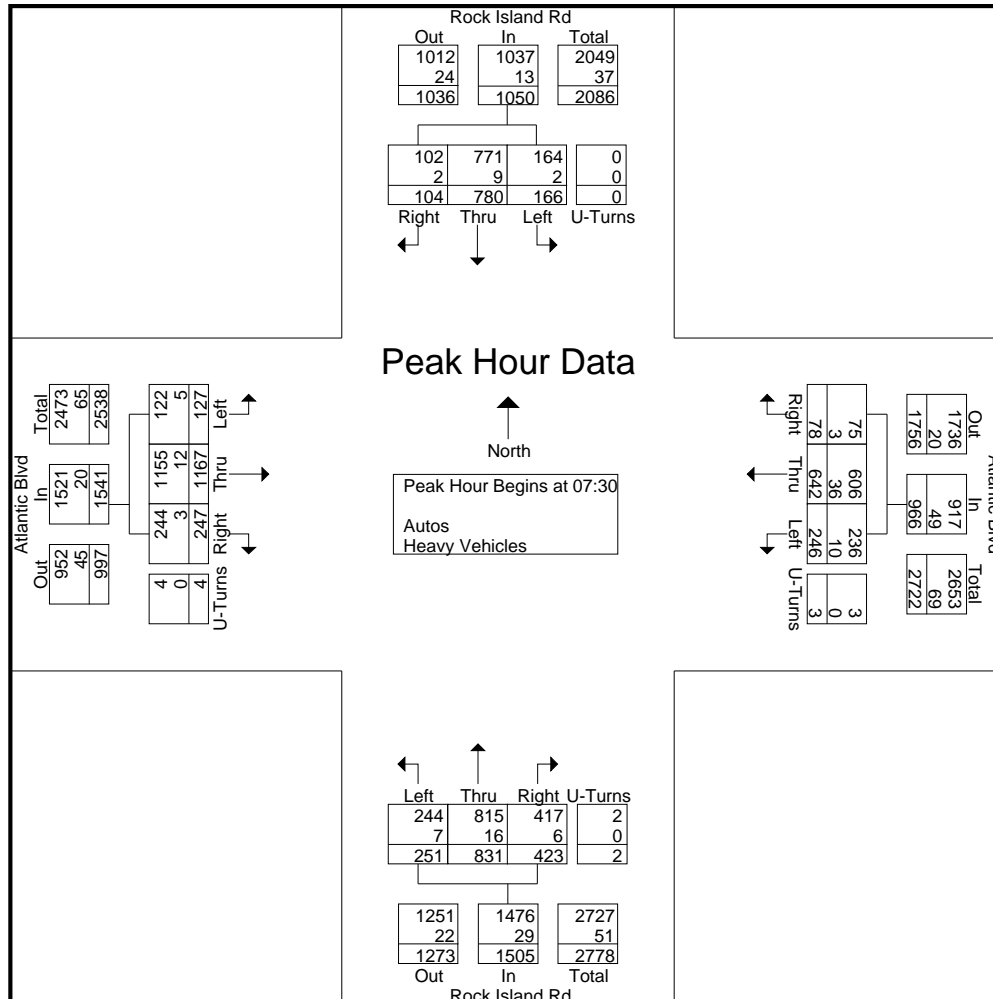 Rock Island Rd
Out In Total
1012 1037 2049
24 13 37
1036 1050 2086
102 771 164 0
2 9 2 0
104 780 166 0
Right Thru Left U-Turns
Peak Hour Data
North
Peak Hour Begins at 07:30
Autos
Heavy Vehicles
Atlantic Blvd
Out In Total
952 1521 2473
45 20 65
997 1541 2538
Left Thru Right U-Turns
122 1155 244 4
5 12 3 0
127 1167 247 4
Atlantic Blvd
Out In Total
1736 917 2653
20 49 69
1756 966 2722
Right Thru Left U-Turns
75 606 236 3
3 36 10 0
78 642 246 3
Left Thru Right U-Turns
244 815 417 2
7 16 6 0
251 831 423 2
1251 1476 2727
22 29 51
1273 1505 2778
Out In Total
Rock Island Rd